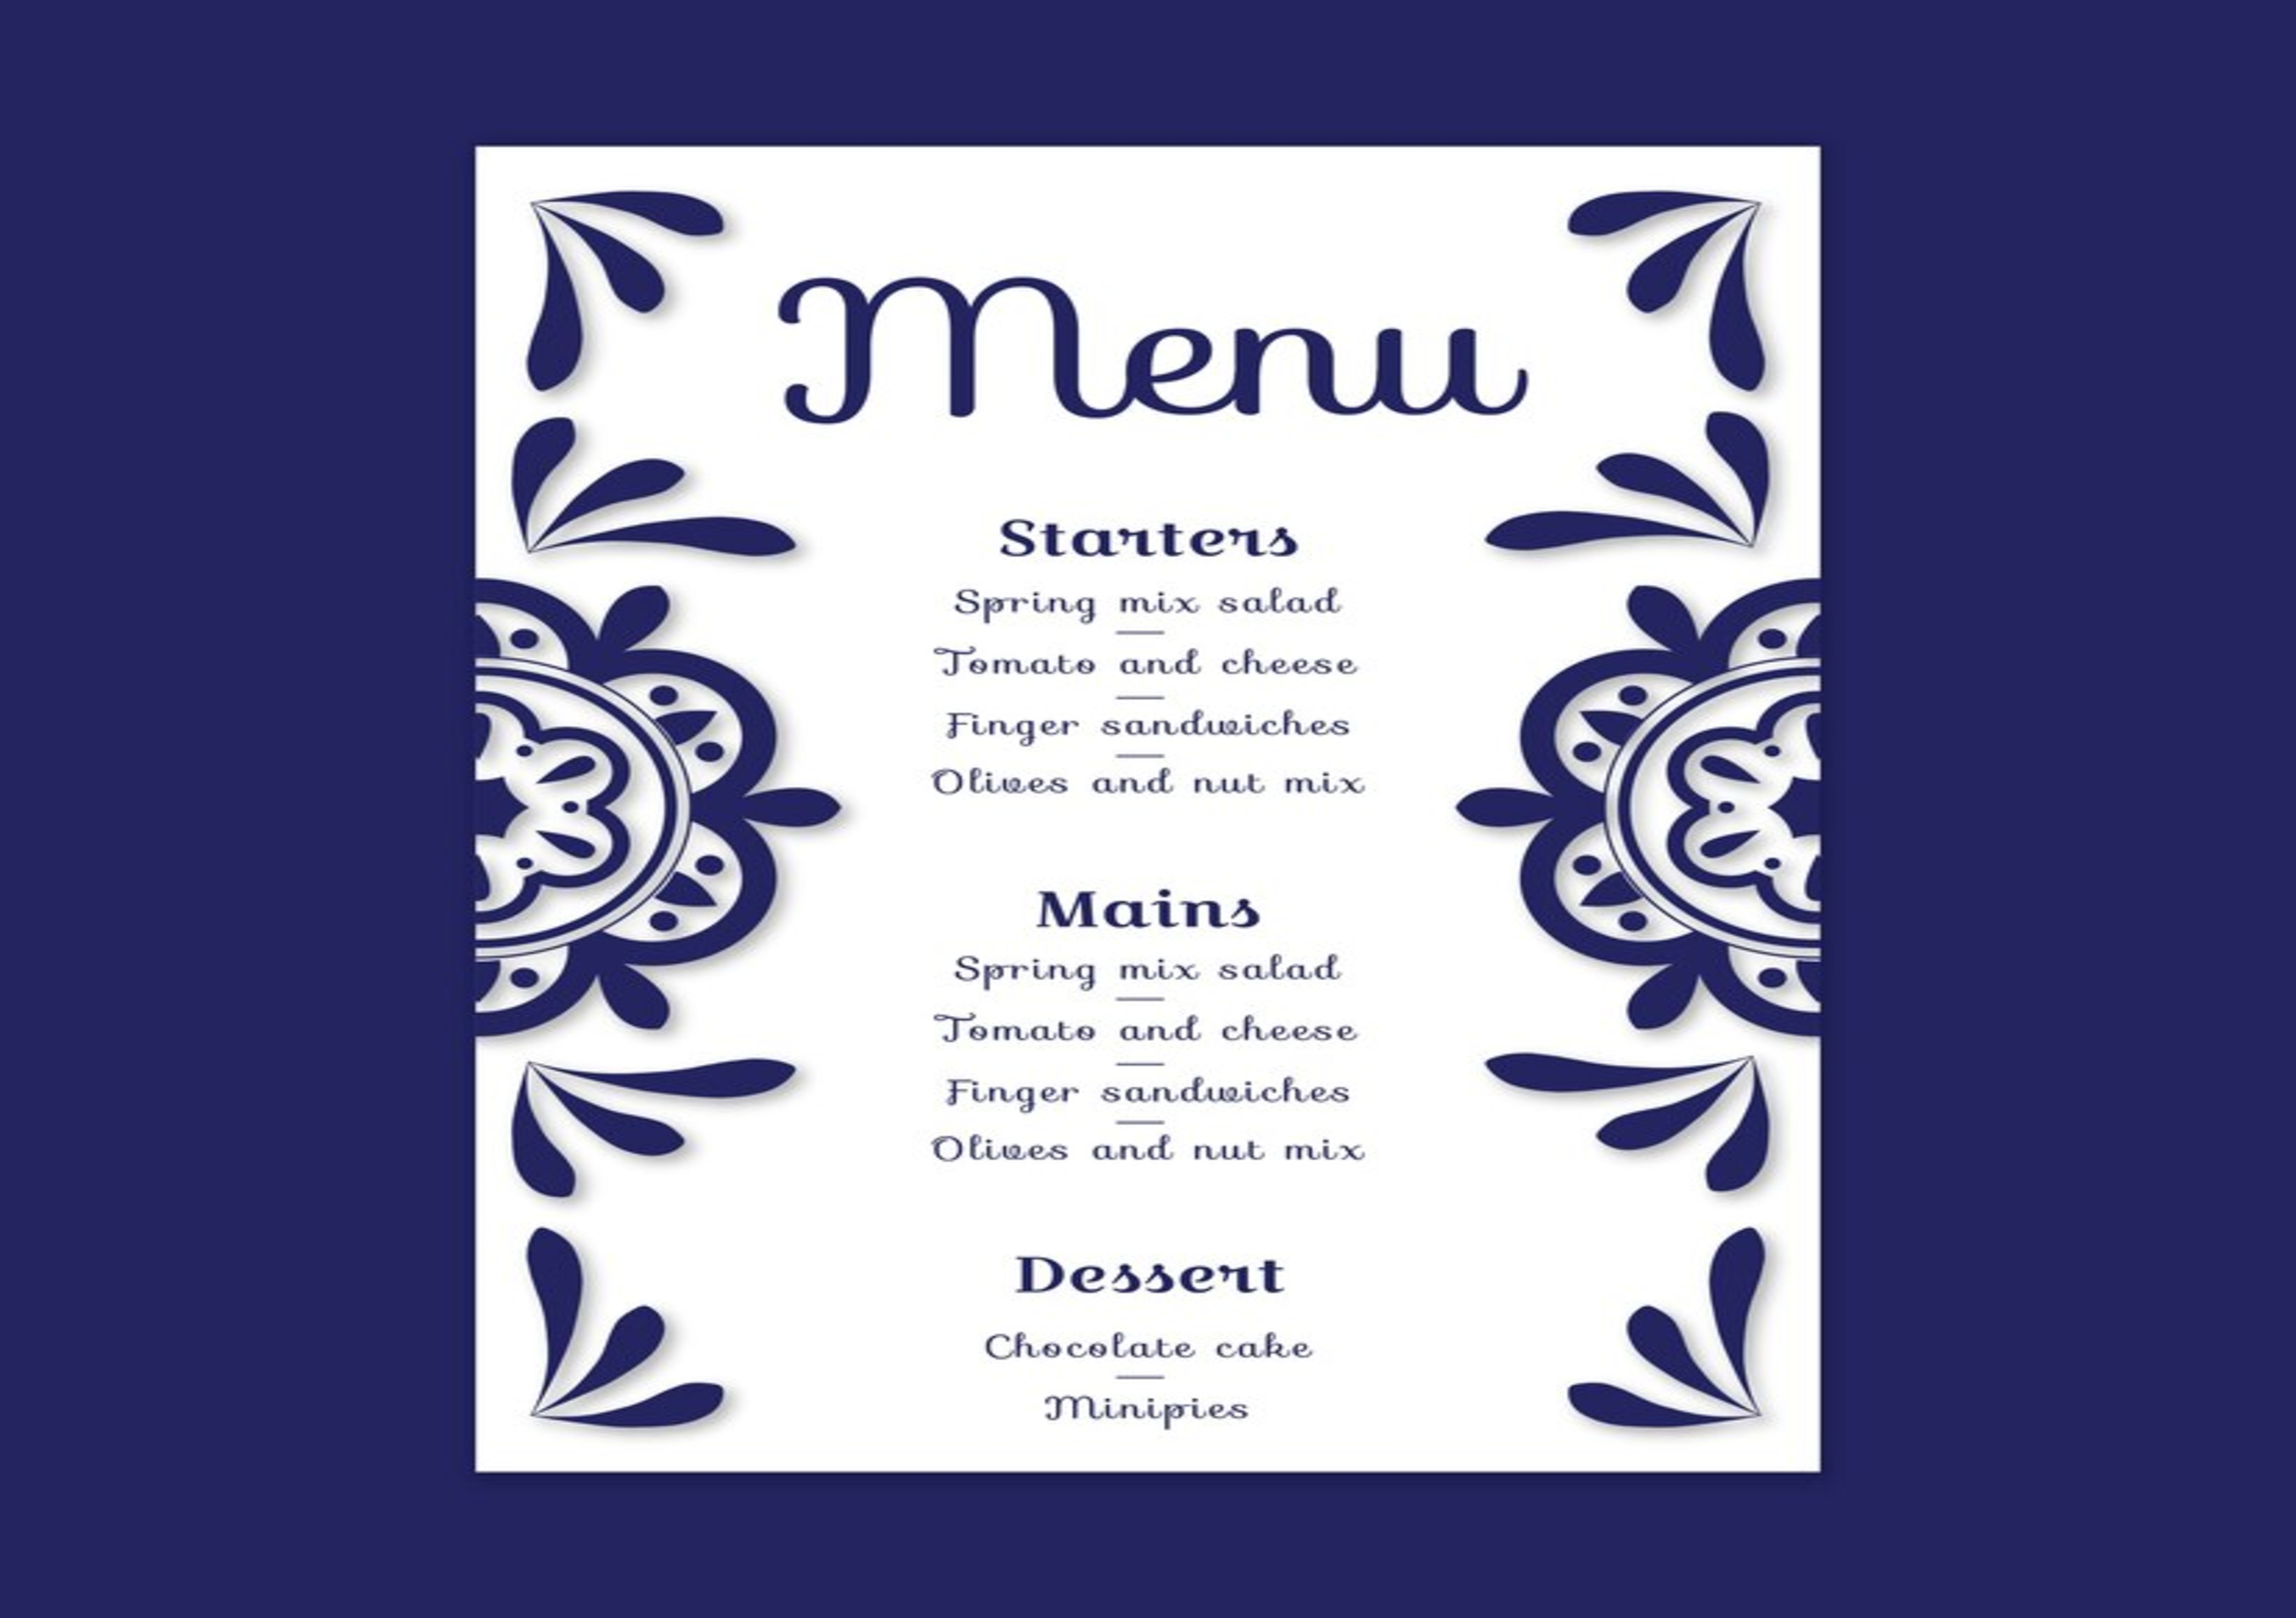 Menu
Starters
Spring mix salad
Tomato and cheese
Finger sandwiches
Olives and nut mix
Mains
Spring mix salad
Tomato and cheese
Finger sandwiches
Olives and nut mix
Dessert
Chocolate cake
Minipies